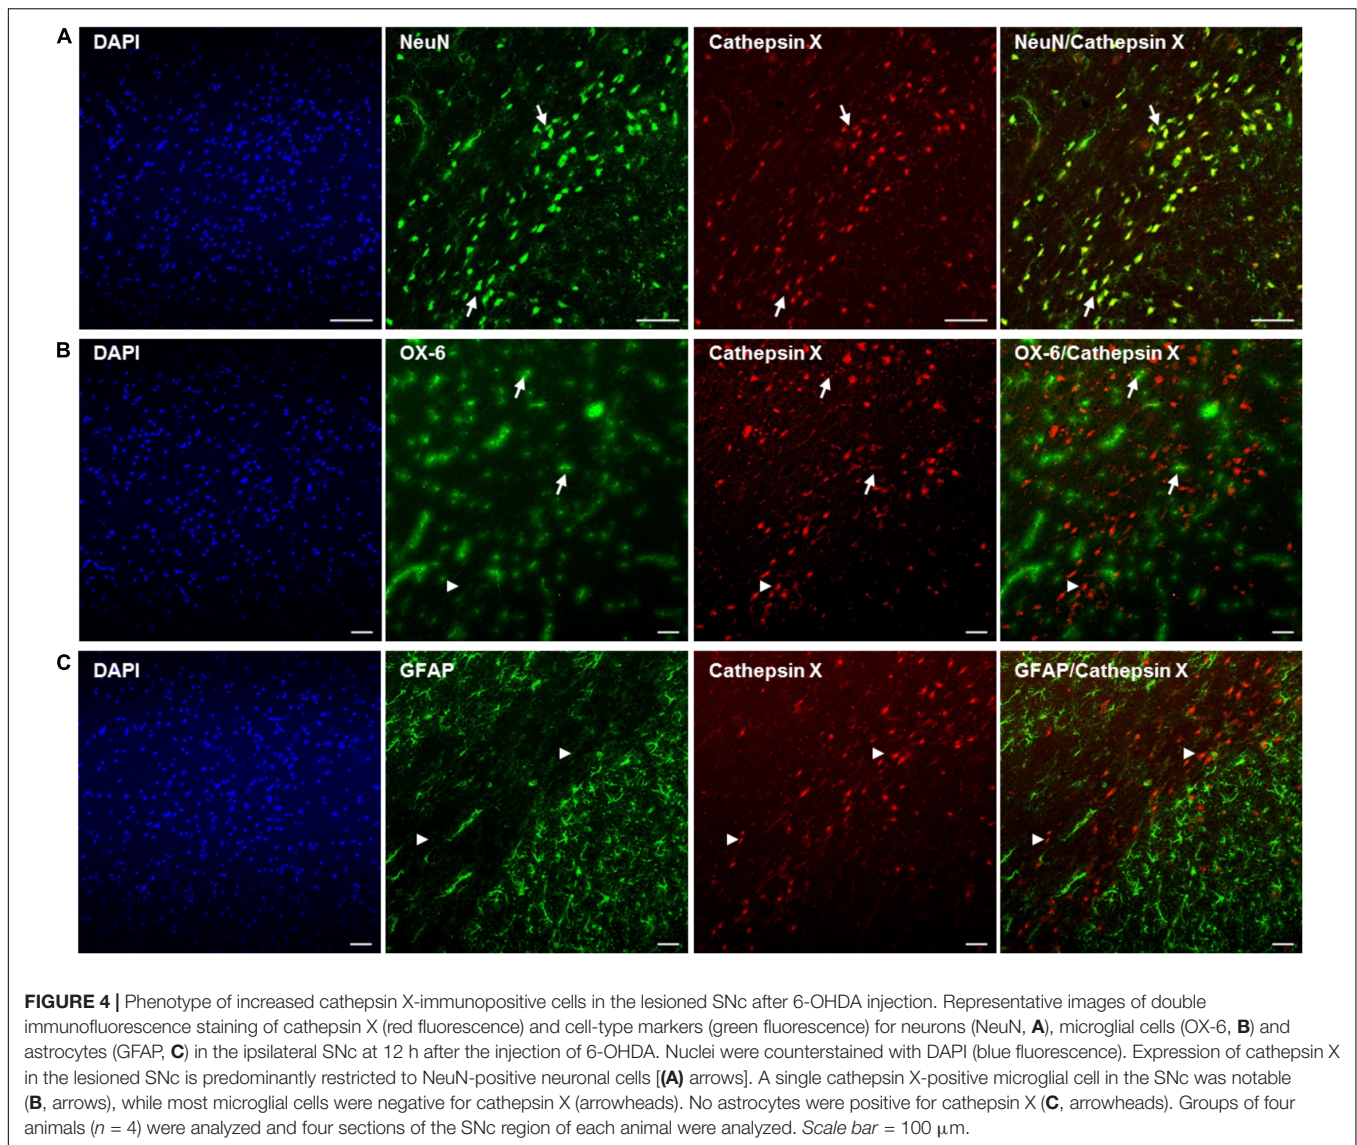 A DAPI NeuN Cathepsin X NeuN/Cathepsin X
B DAPI OX-6 Cathepsin X OX-6/Cathepsin X
C DAPI GFAP Cathepsin X GFAP/Cathepsin X
FIGURE 4 | Phenotype of increased cathepsin X-immunopositive cells in the lesioned SNc after 6-OHDA injection. Representative images of double
immunofluorescence staining of cathepsin X (red fluorescence) and cell-type markers (green fluorescence) for neurons (NeuN, A), microglial cells (OX-6, B) and
astrocytes (GFAP, C) in the ipsilateral SNc at 12 h after the injection of 6-OHDA. Nuclei were counterstained with DAPI (blue fluorescence). Expression of cathepsin X
in the lesioned SNc is predominantly restricted to NeuN-positive neuronal cells [(A) arrows]. A single cathepsin X-positive microglial cell in the SNc was notable
(B, arrows), while most microglial cells were negative for cathepsin X (arrowheads). No astrocytes were positive for cathepsin X (C, arrowheads). Groups of four
animals (n = 4) were analyzed and four sections of the SNc region of each animal were analyzed. Scale bar = 100 μm.